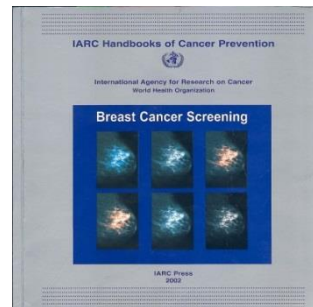 IARC Handbooks of Cancer Prevention
International Agency for Research on Cancer
World Health Organization
Breast Cancer Screening
IARC Press
2002